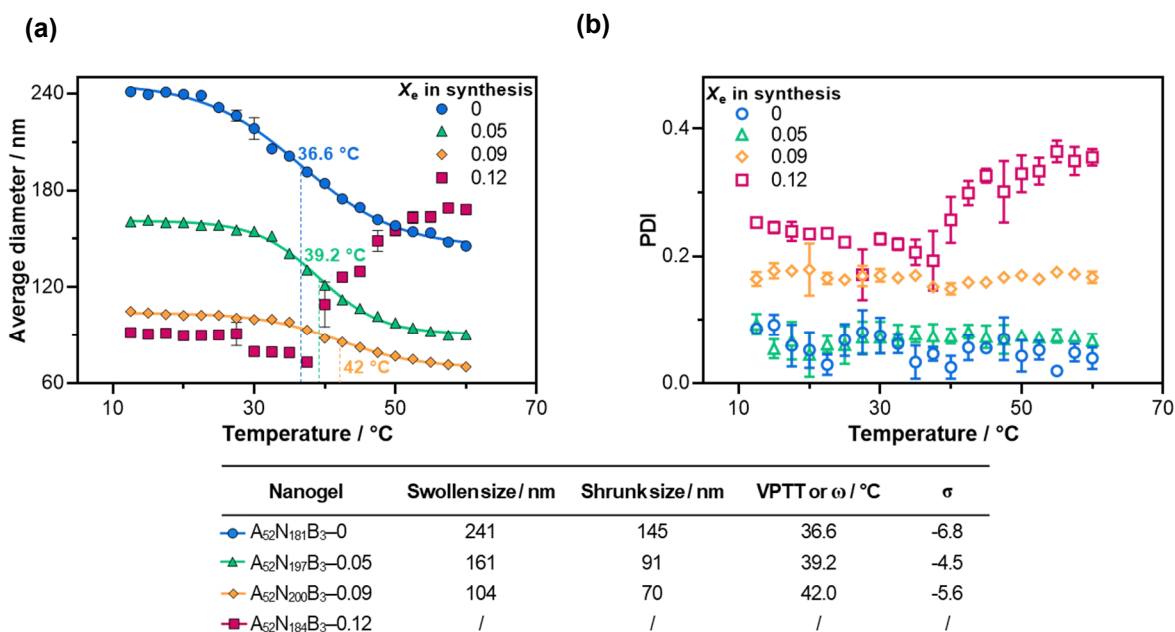 (a)
(b)
Average diameter / nm
240
180
120
60
10
30
50
70
Temperature / °C
Xe in synthesis
0
0.05
0.09
0.12
36.6 °C
39.2 °C
42 °C
PDI
0.4
0.2
0.0
10
30
50
70
Temperature / °C
Xe in synthesis
0
0.05
0.09
0.12
Nanogel Swollen size / nm Shrunk size / nm VPTT or ω / °C σ
A52N181B3–0 241 145 36.6 -6.8
A52N197B3–0.05 161 91 39.2 -4.5
A52N200B3–0.09 104 70 42.0 -5.6
A52N184B3–0.12 / / / /